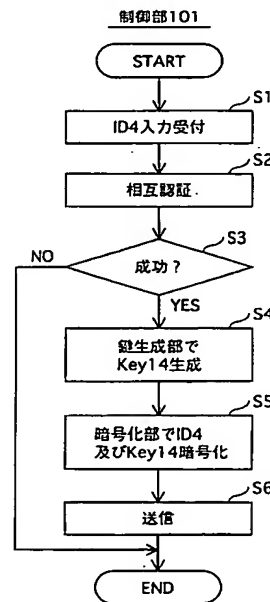 制御部101
START
S1
ID4入力受付
S2
相互認証
S3
成功？
NO
YES
S4
鍵生成部で
Key14生成
S5
暗号化部でID4
及びKey14暗号化
S6
送信
END